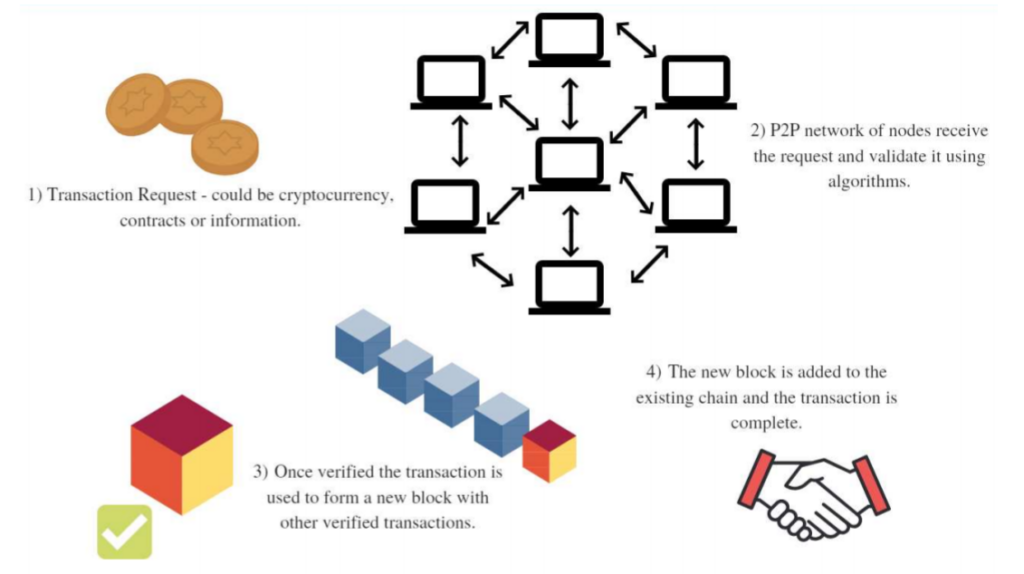 1) Transaction Request - could be cryptocurrency,
contracts or information.
2) P2P network of nodes receive
the request and validate it using
algorithms.
3) Once verified the transaction is
used to form a new block with
other verified transactions.
4) The new block is added to the
existing chain and the transaction is
complete.